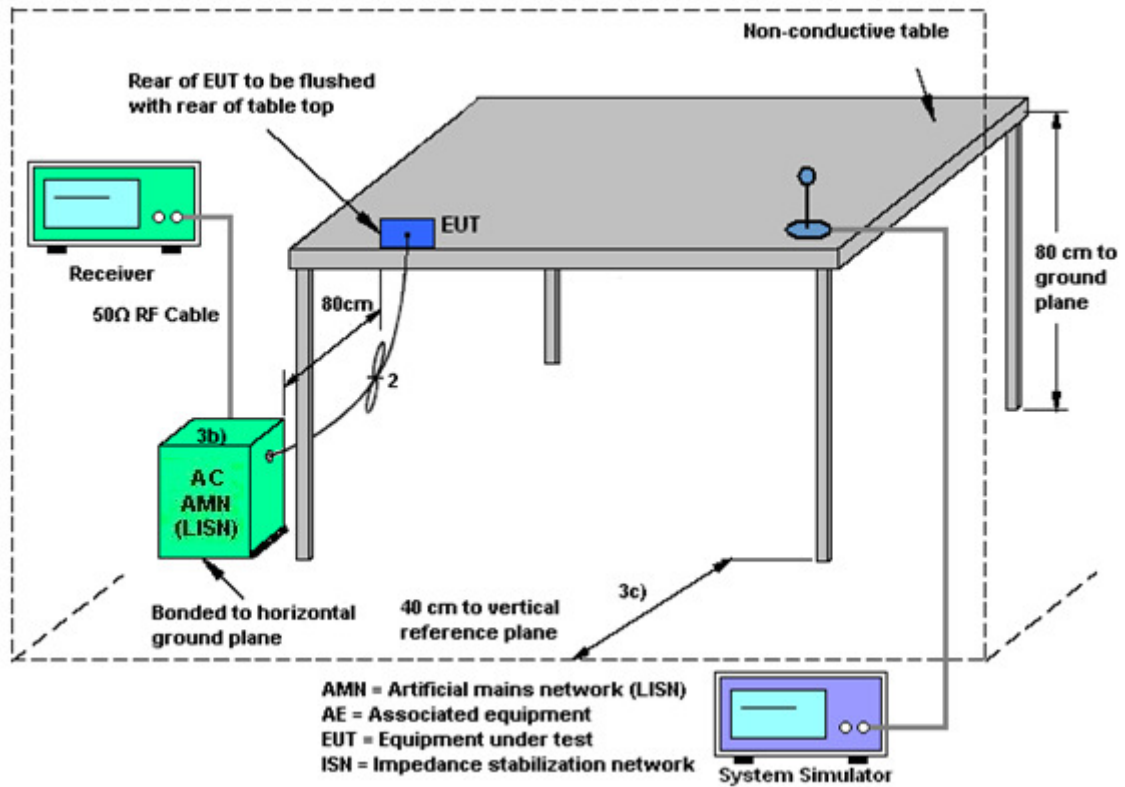 Non-conductive table
Rear of EUT to be flushed
with rear of table top
EUT
Receiver
80cm
80 cm to
ground
plane
50Ω RF Cable
2
3b)
AC
AMN
(LISN)
Bonded to horizontal
ground plane
40 cm to vertical
reference plane
3c)
AMN = Artificial mains network (LISN)
AE = Associated equipment
EUT = Equipment under test
ISN = Impedance stabilization network
System Simulator